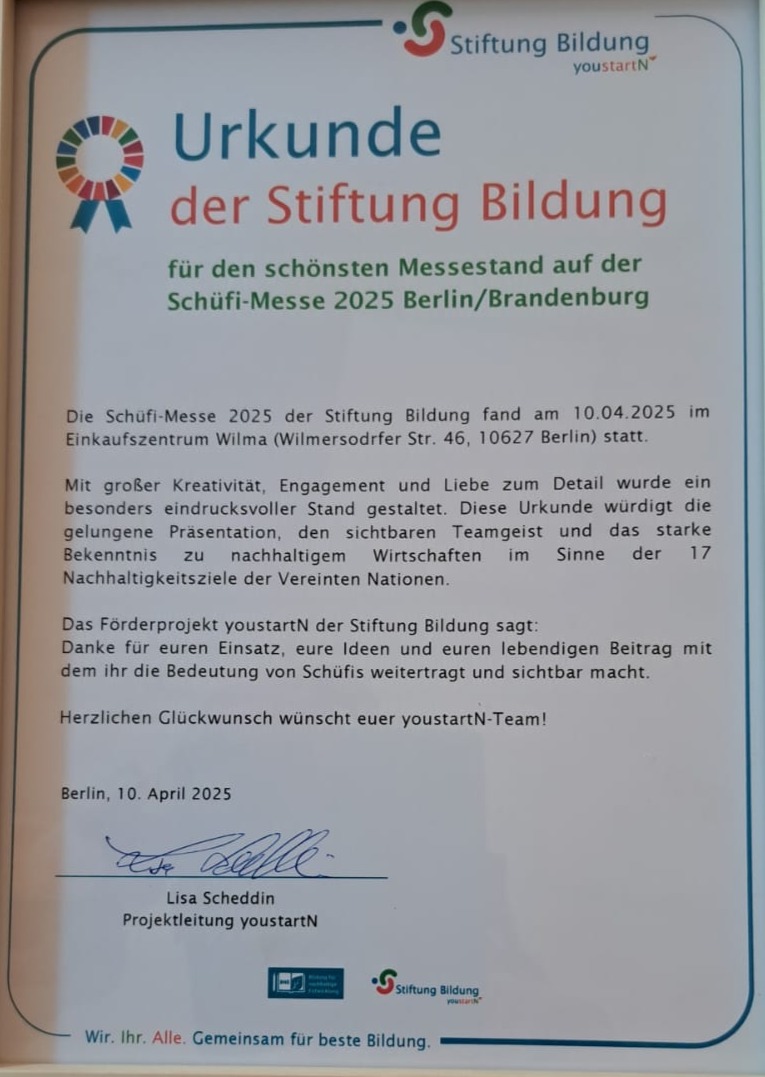 Stiftung Bildung
youstartN
Urkunde
der Stiftung Bildung
für den schönsten Messestand auf der
Schüfi-Messe 2025 Berlin/Brandenburg
Die Schüfi-Messe 2025 der Stiftung Bildung fand am 10.04.2025 im
Einkaufszentrum Wilma (Wilmersodrfer Str. 46, 10627 Berlin) statt.
Mit großer Kreativität, Engagement und Liebe zum Detail wurde ein
besonders eindrucksvoller Stand gestaltet. Diese Urkunde würdigt die
gelungene Präsentation, den sichtbaren Teamgeist und das starke
Bekenntnis zu nachhaltigem Wirtschaften im Sinne der 17
Nachhaltigkeitsziele der Vereinten Nationen.
Das Förderprojekt youstartN der Stiftung Bildung sagt:
Danke für euren Einsatz, eure Ideen und euren lebendigen Beitrag mit
dem ihr die Bedeutung von Schüfis weitertragt und sichtbar macht.
Herzlichen Glückwunsch wünscht euer youstartN-Team!
Berlin, 10. April 2025
Lisa Scheddin
Projektleitung youstartN
Stiftung Bildung
youstartN
Wir. Ihr. Alle. Gemeinsam für beste Bildung.